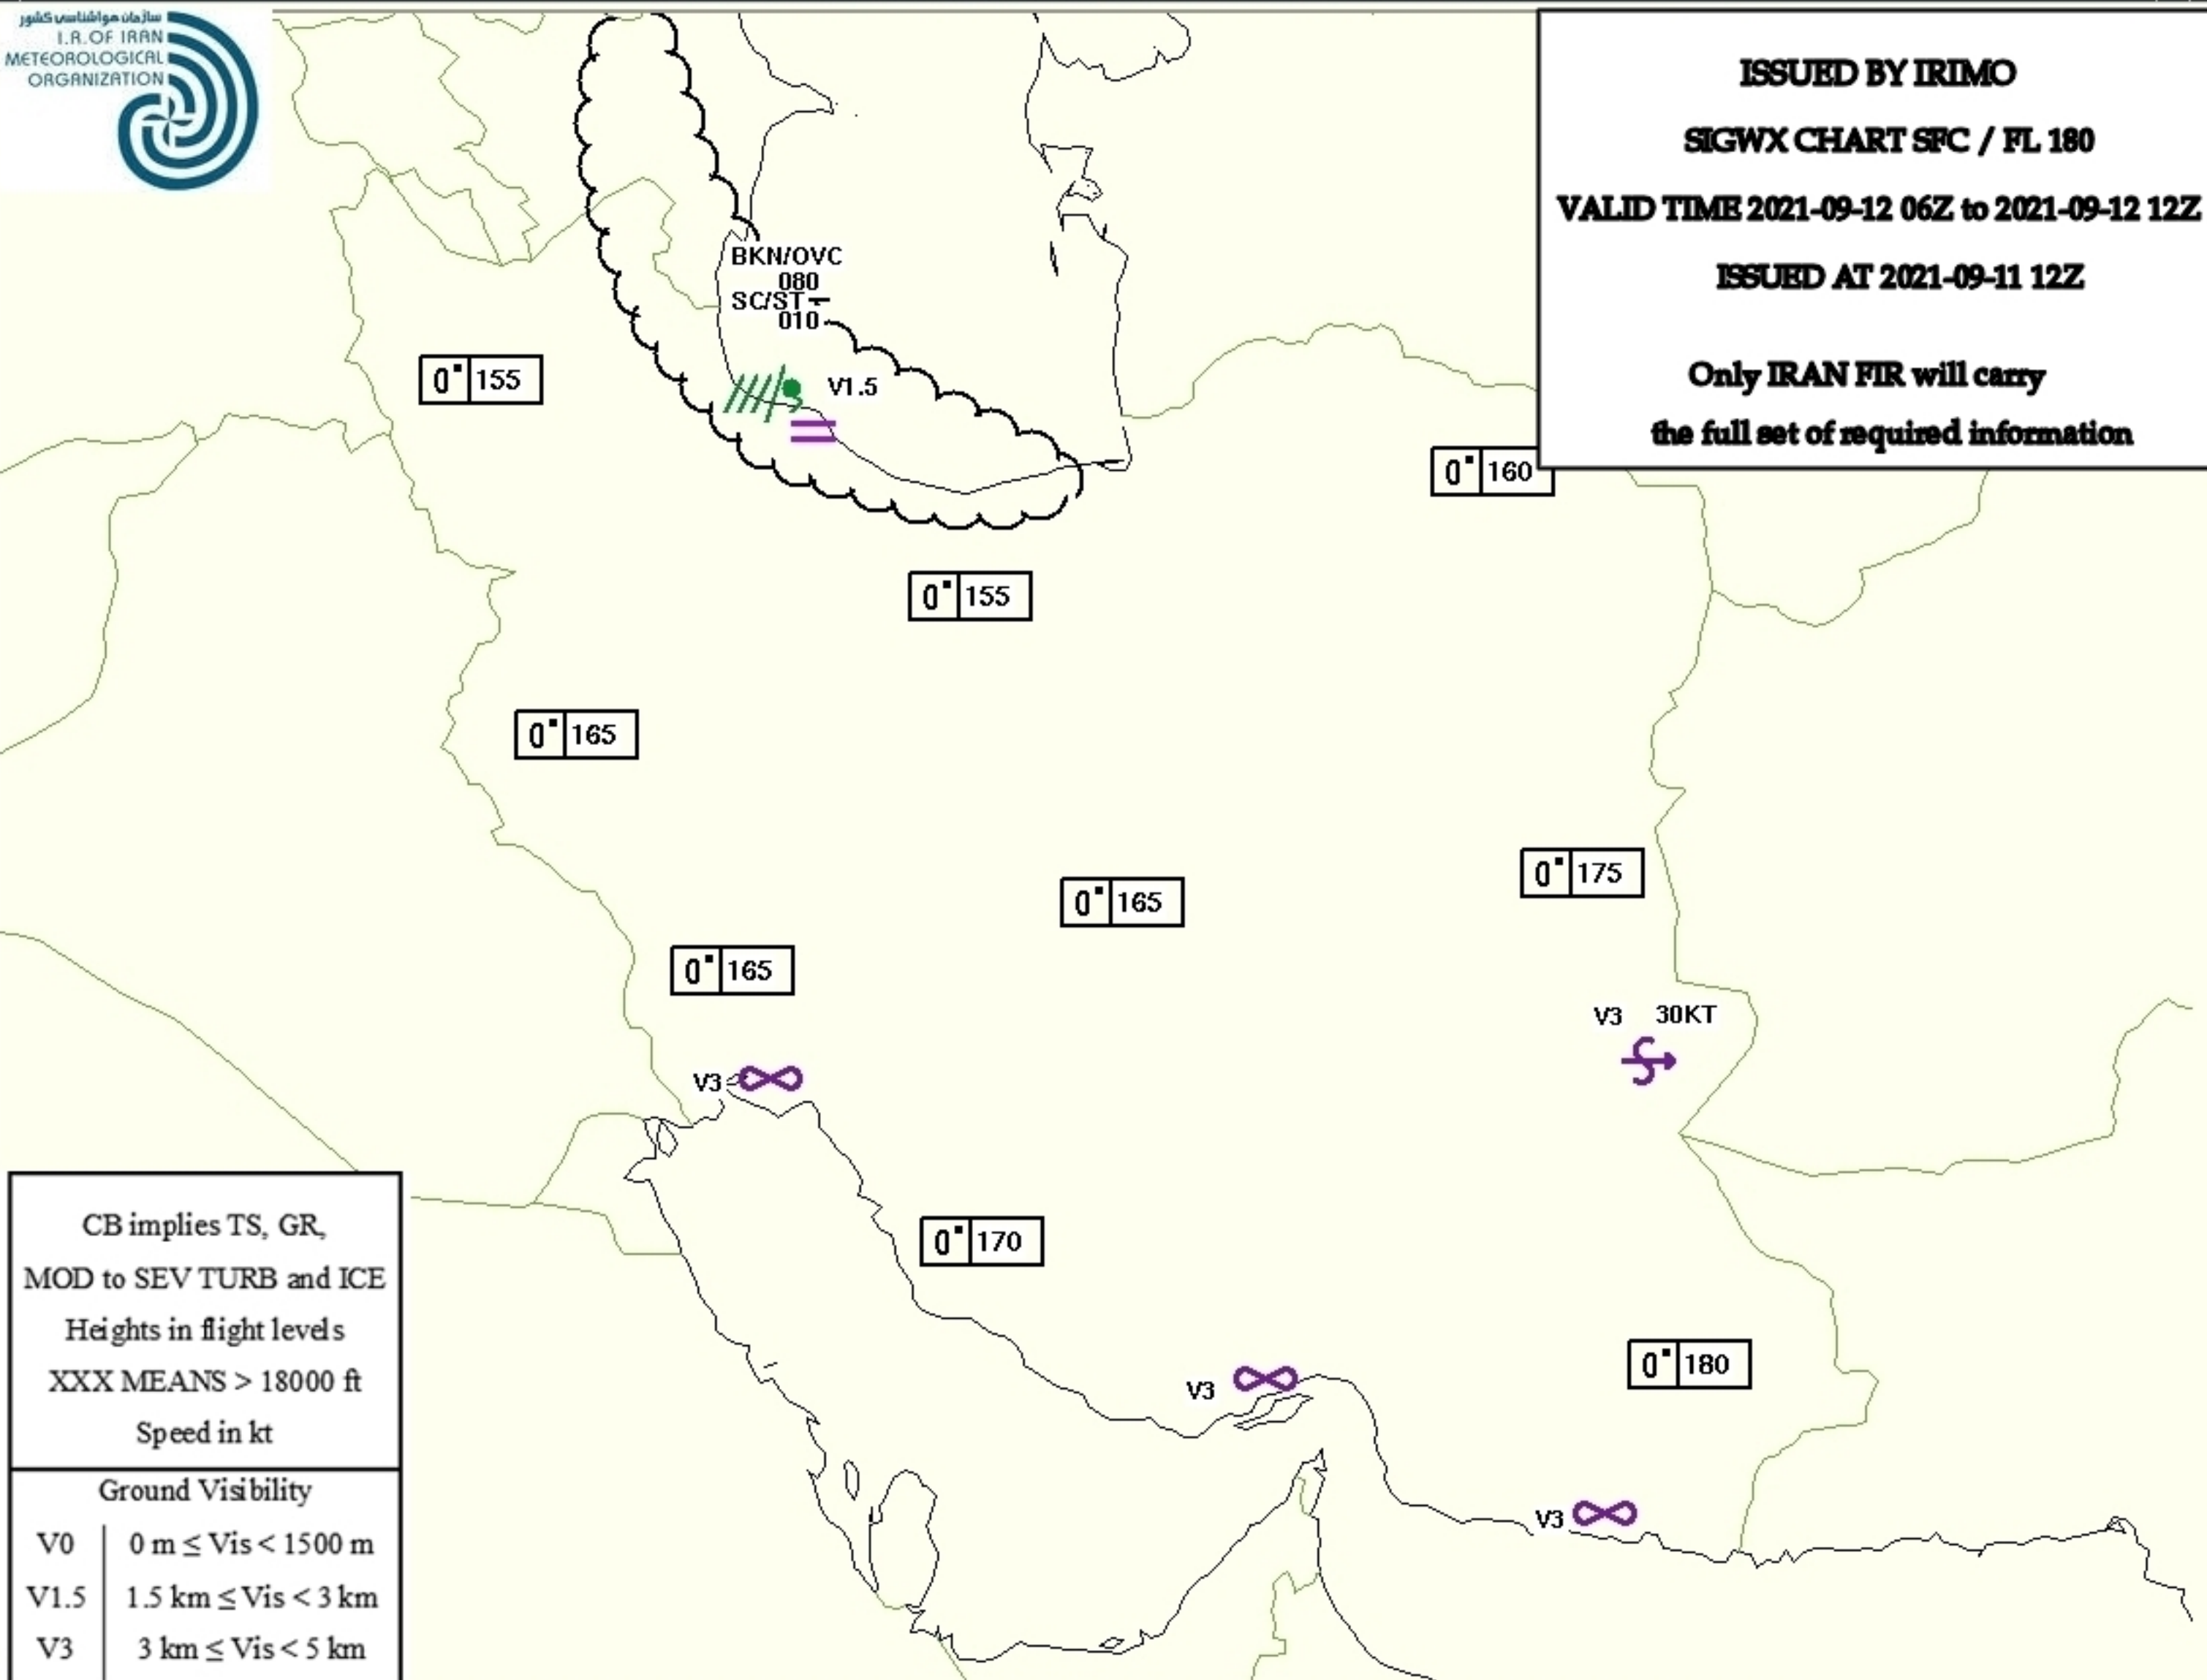 سازمان هواشناسی کشور
I.R. OF IRAN
METEOROLOGICAL
ORGANIZATION
ISSUED BY IRIMO
SIGWX CHART SFC / FL 180
VALID TIME 2021-09-12 06Z to 2021-09-12 12Z
ISSUED AT 2021-09-11 12Z
Only IRAN FIR will carry
the full set of required information
BKN/OVC
080
SC/ST
010
V1.5
0° 155
0° 160
0° 155
0° 165
0° 175
0° 165
0° 165
V3 30KT
V3
0° 170
0° 180
V3
V3
CB implies TS, GR,
MOD to SEV TURB and ICE
Heights in flight levels
XXX MEANS > 18000 ft
Speed in kt
Ground Visibility
V0 0 m ≤ Vis < 1500 m
V1.5 1.5 km ≤ Vis < 3 km
V3 3 km ≤ Vis < 5 km